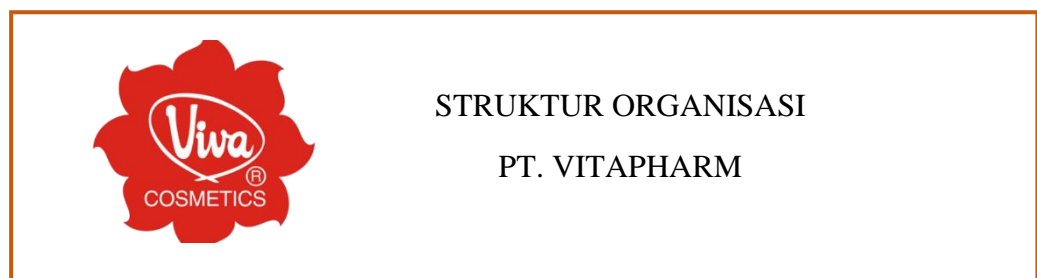 Viva
®
COSMETICS
STRUKTUR ORGANISASI
PT. VITAPHARM